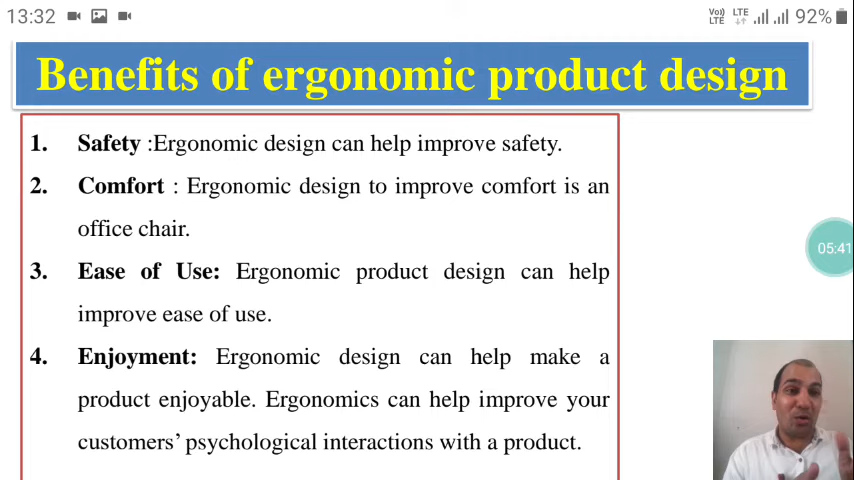 13:32 Vo)) LTE LTE 92%
Benefits of ergonomic product design
1. Safety :Ergonomic design can help improve safety.
2. Comfort : Ergonomic design to improve comfort is an
office chair.
05:41
3. Ease of Use: Ergonomic product design can help
improve ease of use.
4. Enjoyment: Ergonomic design can help make a
product enjoyable. Ergonomics can help improve your
customers’ psychological interactions with a product.